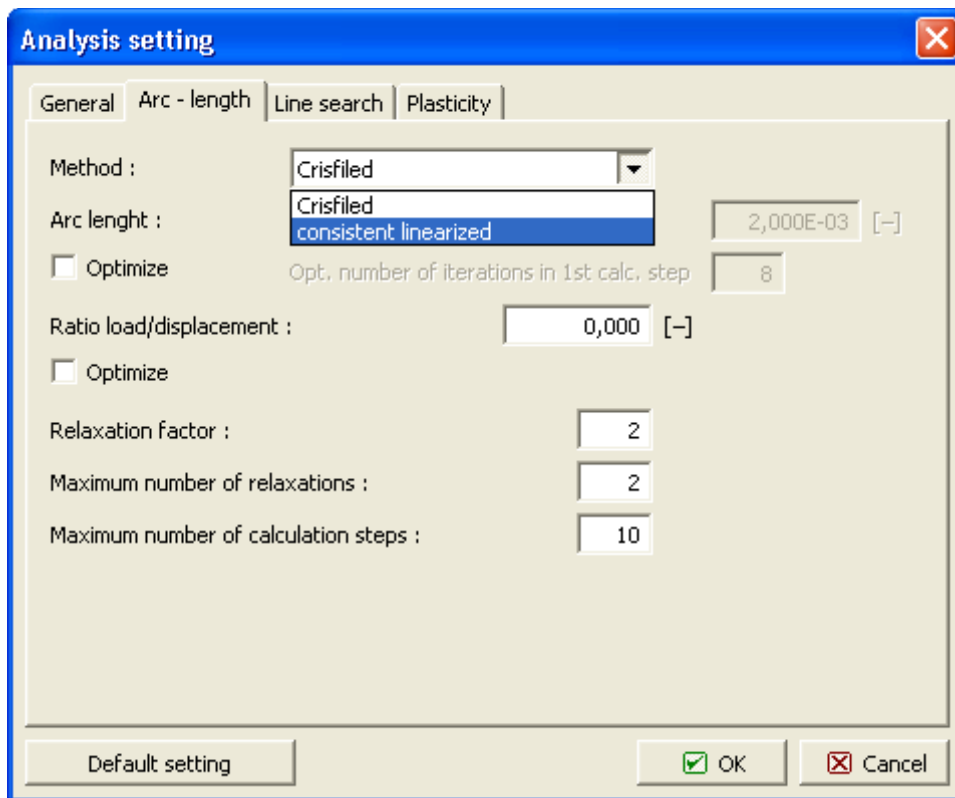 Analysis setting
General Arc - length Line search Plasticity
Method : Crisfiled
Crisfiled
Arc lenght : 2,000E-03 [–]
consistent linearized
Optimize Opt. number of iterations in 1st calc. step 8
Ratio load/displacement : 0,000 [–]
Optimize
Relaxation factor : 2
Maximum number of relaxations : 2
Maximum number of calculation steps : 10
Default setting OK Cancel